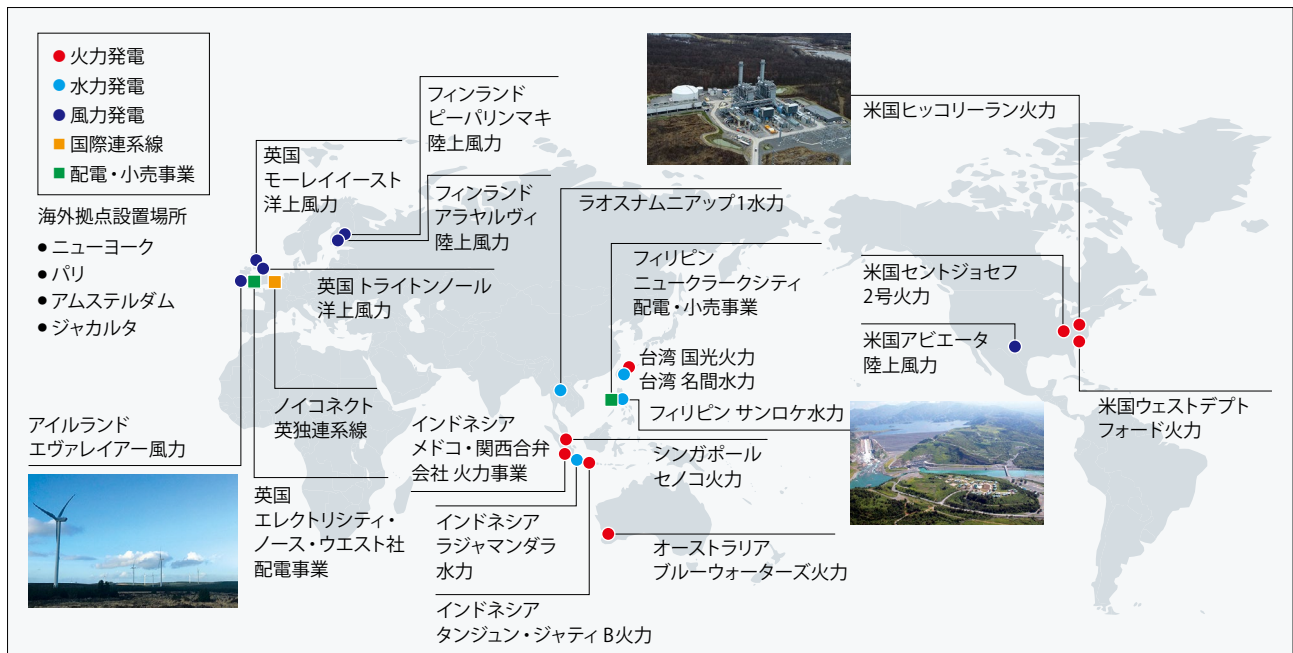 火力発電
水力発電
風力発電
国際連系線
配電・小売事業
海外拠点設置場所
●ニューヨーク
●パリ
●アムステルダム
●ジャカルタ
英国
モーレイイースト
洋上風力
フィンランド
ピーパリンマキ
陸上風力
フィンランド
アラヤルヴィ
陸上風力
英国 トライトンノール
洋上風力
ラオスナムニアップ1水力
フィリピン
ニュークラークシティ
配電・小売事業
米国ヒッコリーラン火力
米国セントジョセフ
2号火力
米国アビエータ
陸上風力
台湾 国光火力
台湾 名間水力
フィリピン サンロケ水力
米国ウェストデプト
フォード火力
アイルランド
エヴァレイアー風力
ノイコネクト
英独連系線
インドネシア
メドコ・関西合弁
会社 火力事業
シンガポール
セノコ火力
英国
エレクトリシティ・
ノース・ウエスト社
配電事業
インドネシア
ラジャマンダラ
水力
オーストラリア
ブルーウォーターズ火力
インドネシア
タンジュン・ジャティ B火力